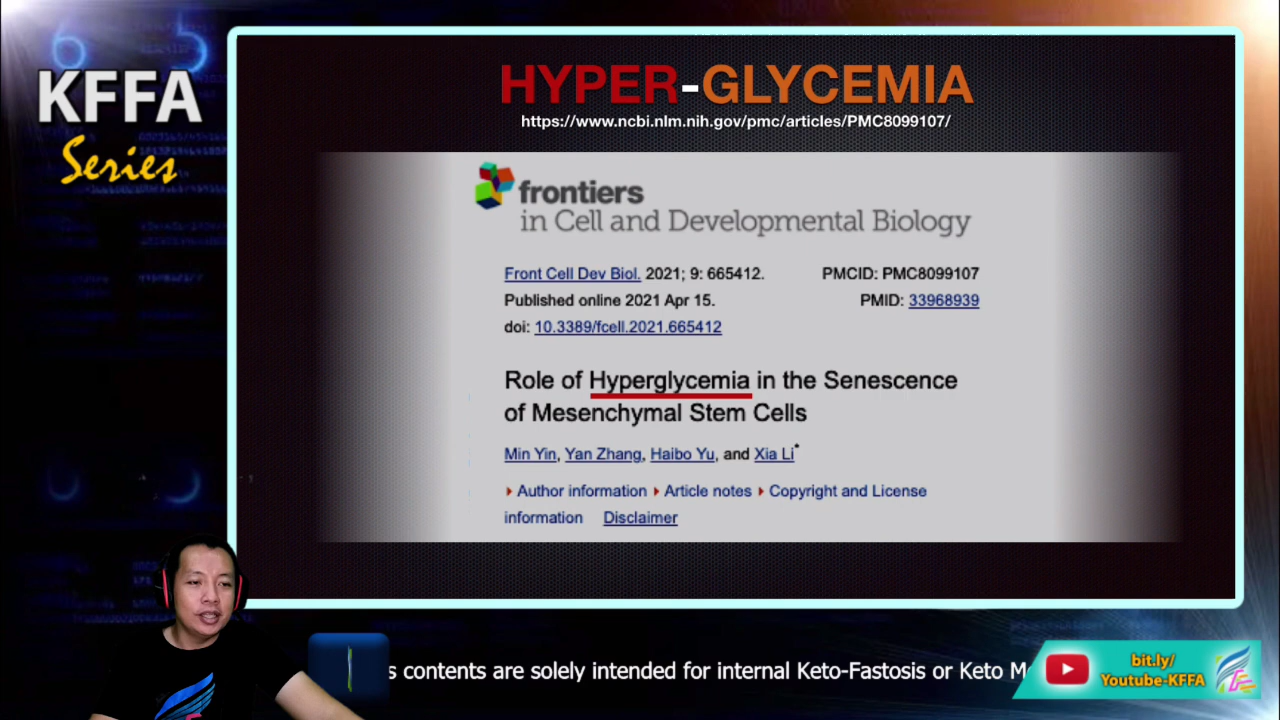 6 5
KFFA
Series
HYPER-GLYCEMIA
https://www.ncbi.nlm.nih.gov/pmc/articles/PMC8099107/
frontiers
in Cell and Developmental Biology
Front Cell Dev Biol. 2021; 9: 665412. PMCID: PMC8099107
Published online 2021 Apr 15. PMID: 33968939
doi: 10.3389/fcell.2021.665412
Role of Hyperglycemia in the Senescence
of Mesenchymal Stem Cells
Min Yin, Yan Zhang, Haibo Yu, and Xia Li*
Author information Article notes Copyright and License
information Disclaimer
s contents are solely intended for internal Keto-Fastosis or Keto M
bit.ly/
Youtube-KFFA